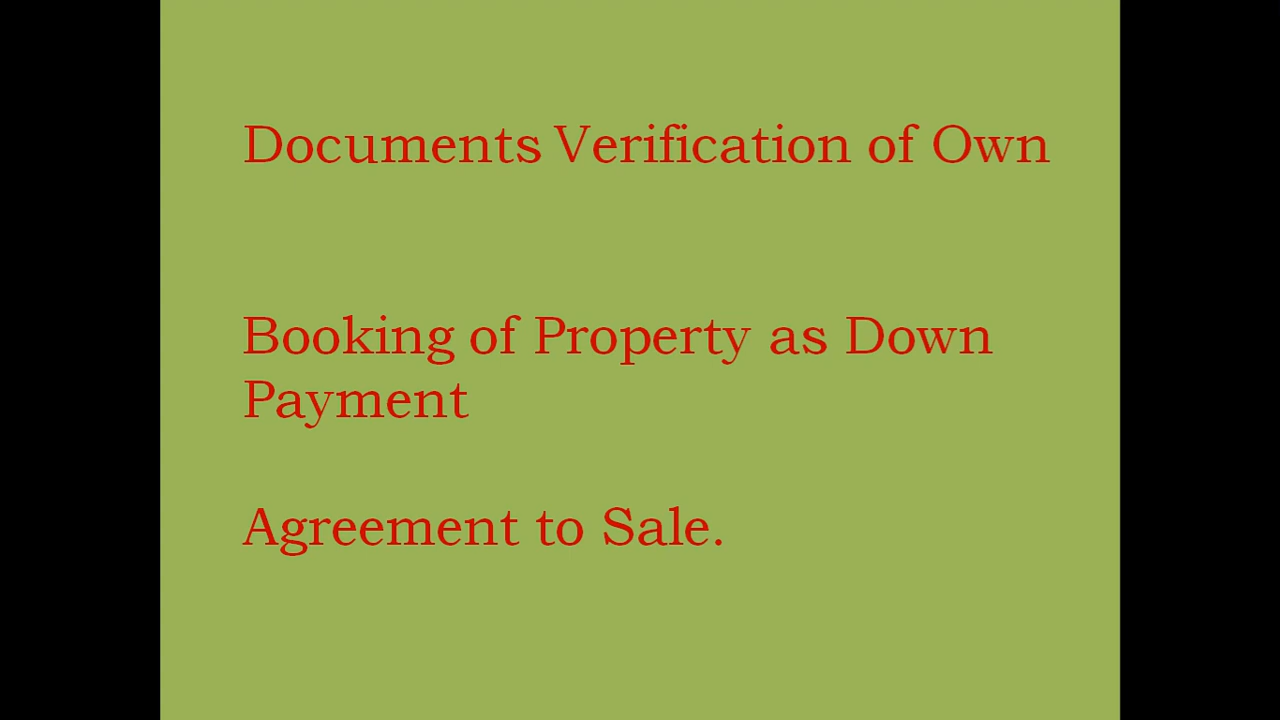 Documents Verification of Own
Booking of Property as Down
Payment
Agreement to Sale.